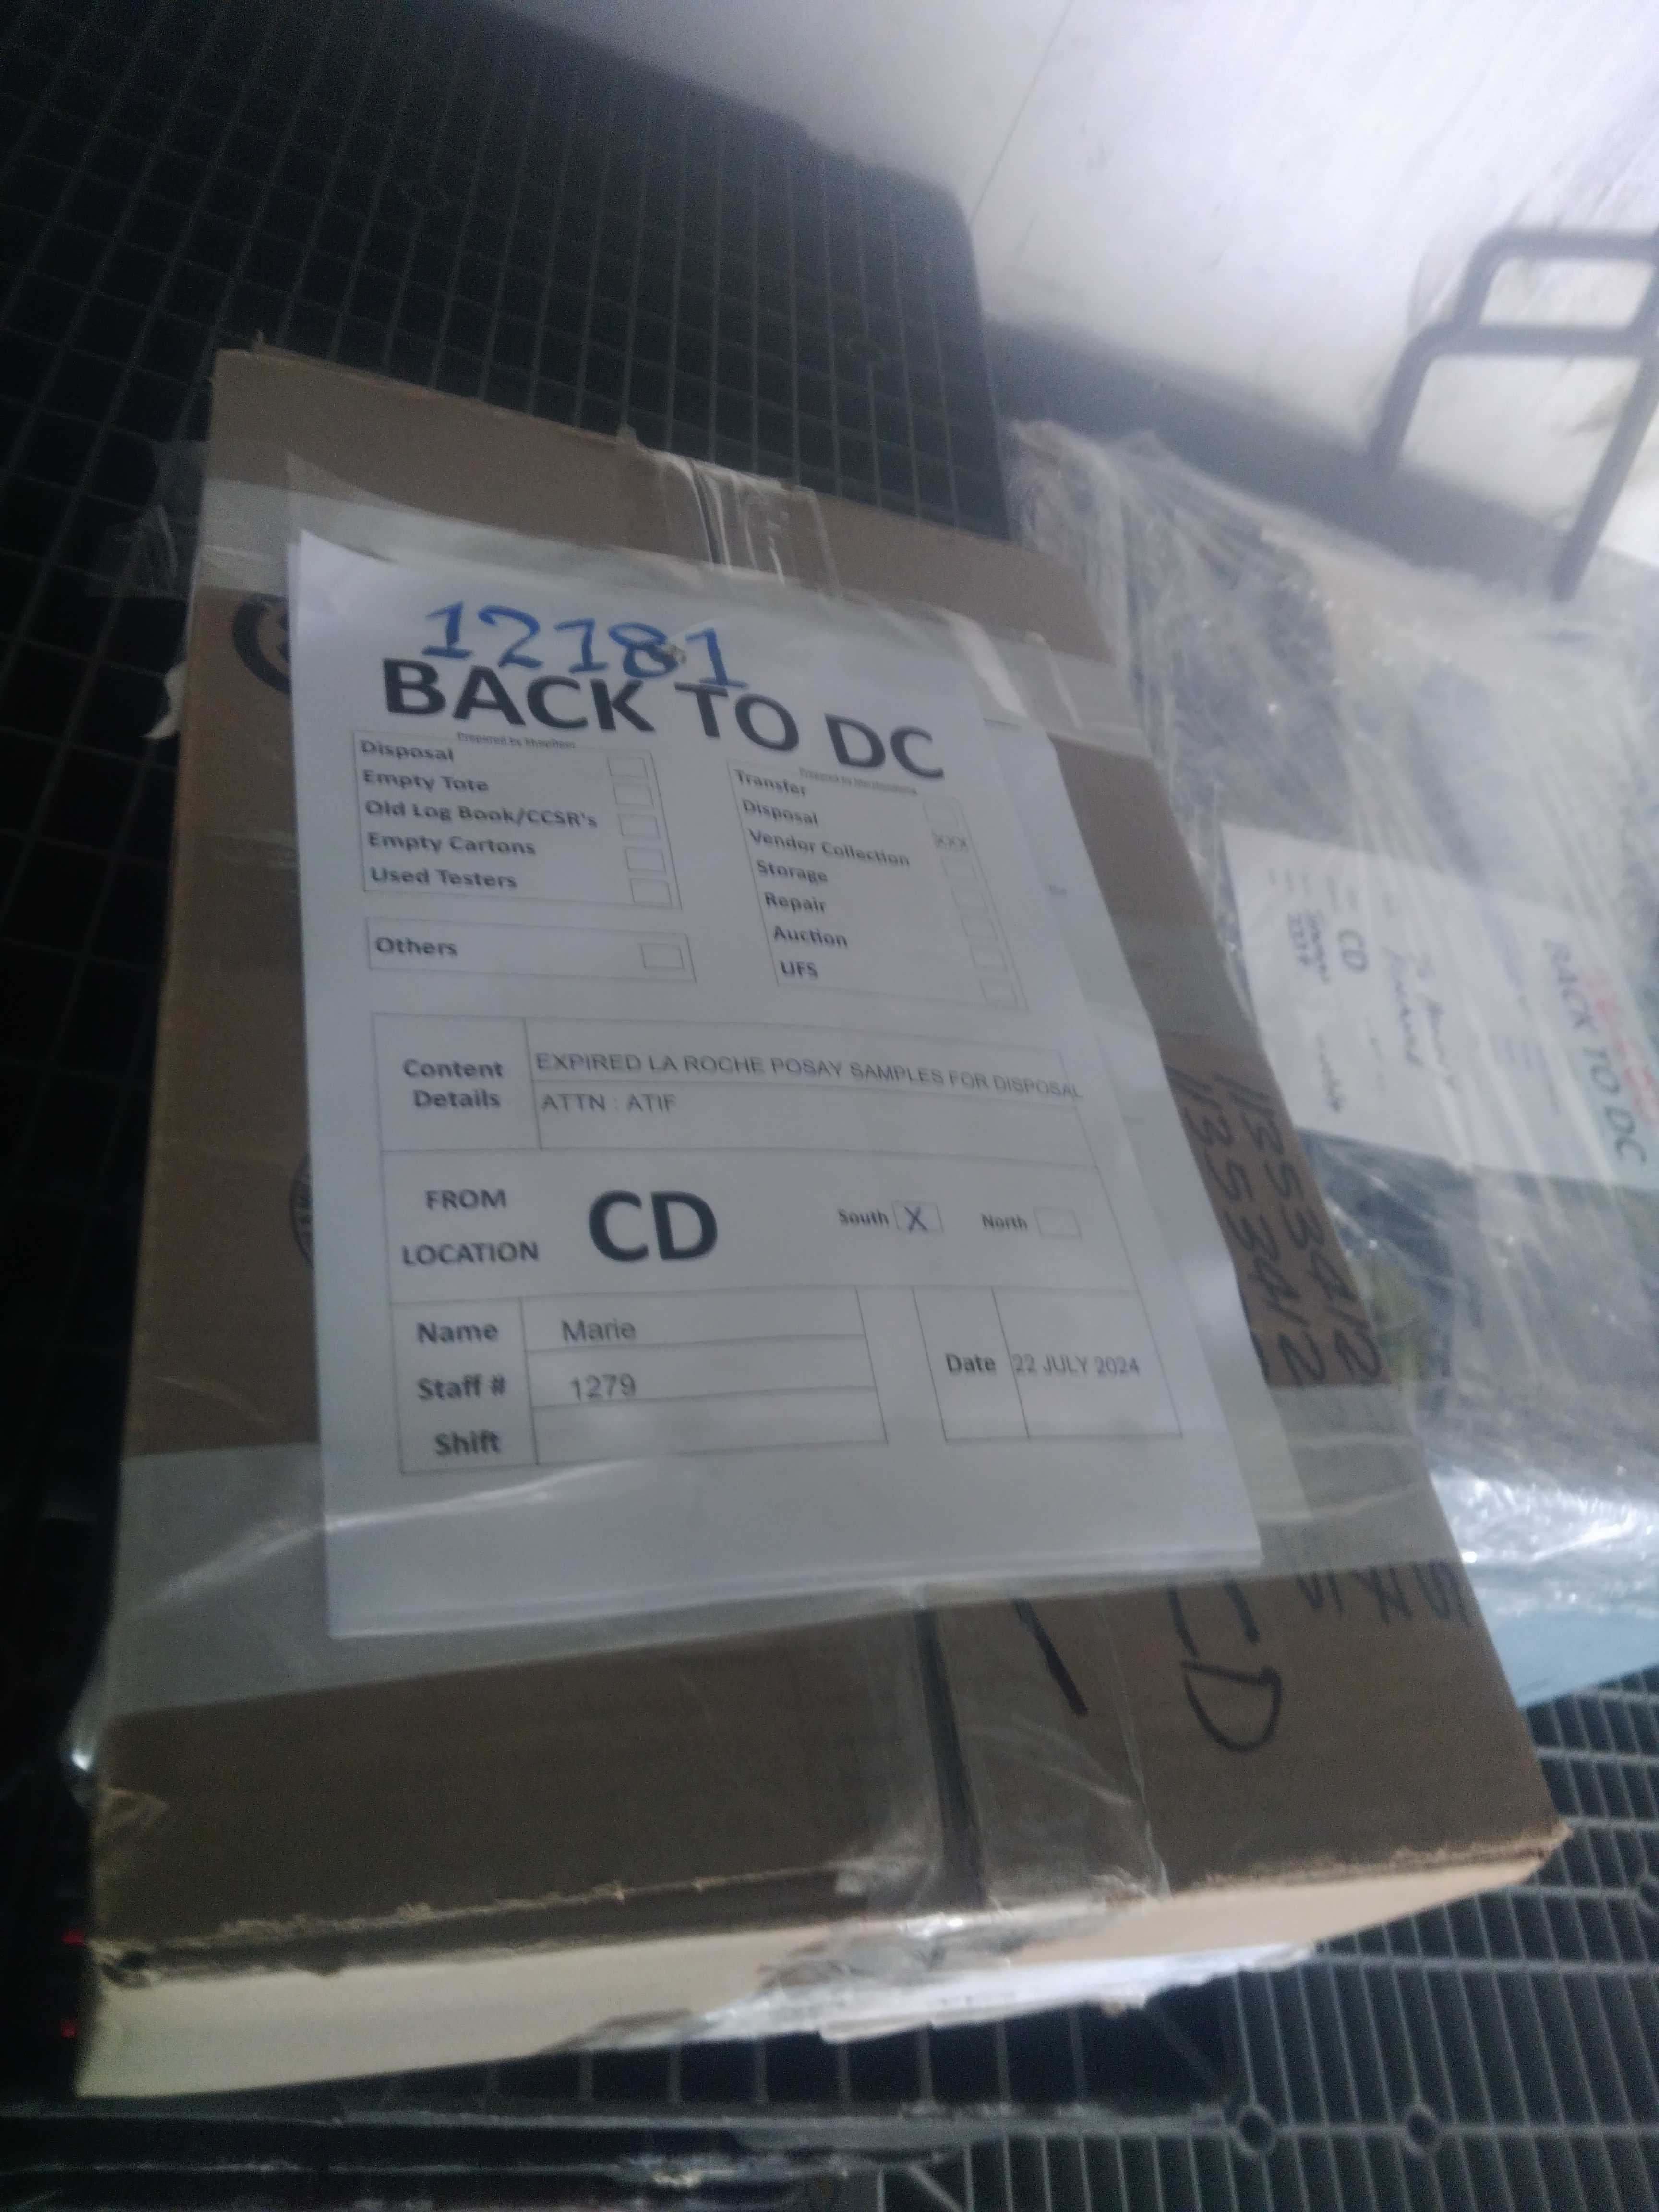 12181
BACK TO DC
Disposal
Empty Tote
Old Log Book/CCSR's
Empty Cartons
Used Testers
Others
Transfer
Disposal XXX
Vendor Collection
Storage
Repair
Auction
UFS
Content Details
EXPIRED LA ROCHE POSAY SAMPLES FOR DISPOSAL
ATTN : ATIF
FROM LOCATION
CD
South X North
Name Marie
Staff # 1279
Shift
Date 22 JULY 2024
CD
BACK TO DC
CD